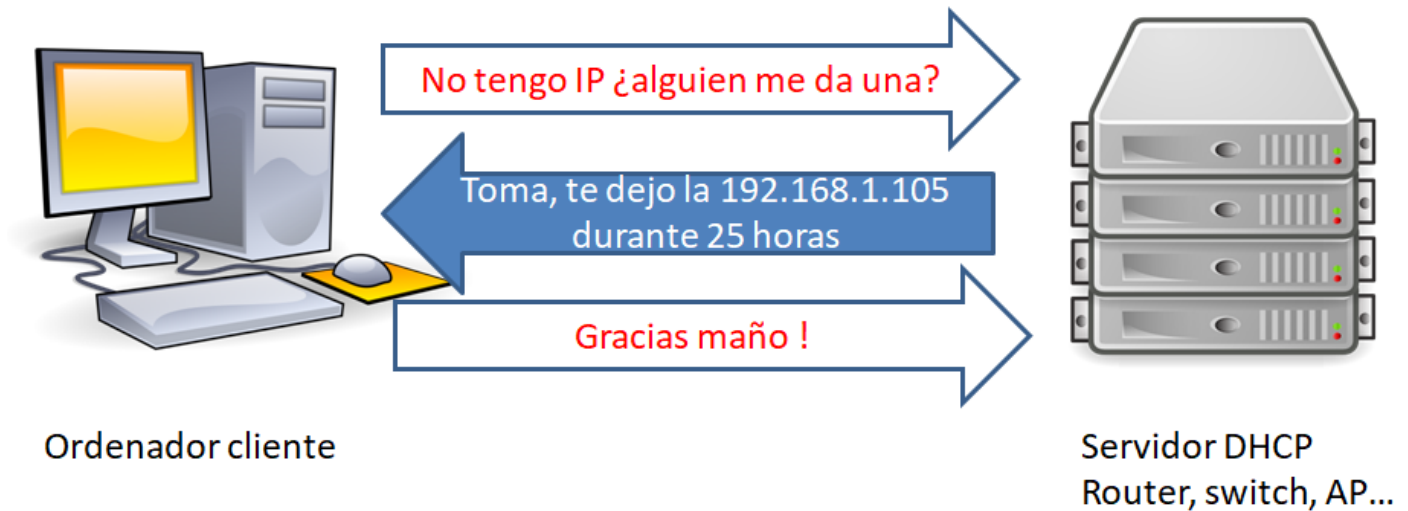 No tengo IP ¿alguien me da una?
Toma, te dejo la 192.168.1.105
durante 25 horas
Gracias maño !
Ordenador cliente
Servidor DHCP
Router, switch, AP...